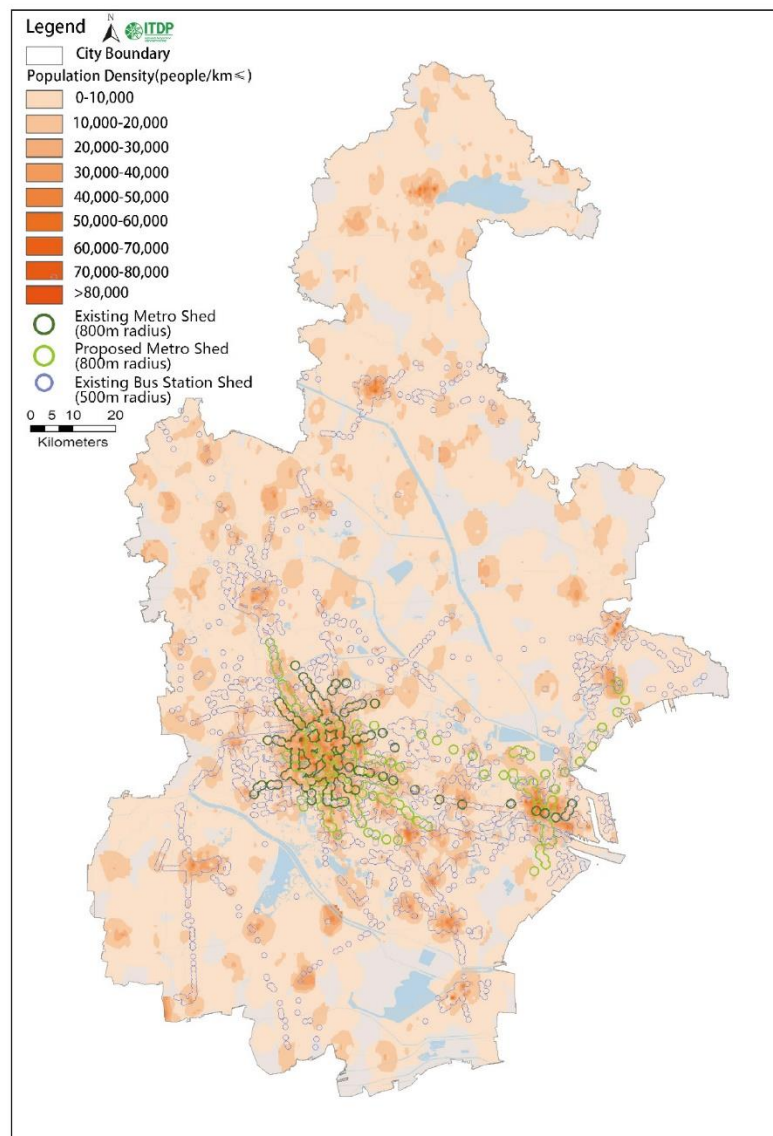 Legend
N
ITDP
City Boundary
Population Density(people/km⩽)
0-10,000
10,000-20,000
20,000-30,000
30,000-40,000
40,000-50,000
50,000-60,000
60,000-70,000
70,000-80,000
>80,000
Existing Metro Shed
(800m radius)
Proposed Metro Shed
(800m radius)
Existing Bus Station Shed
(500m radius)
0 5 10 20
Kilometers